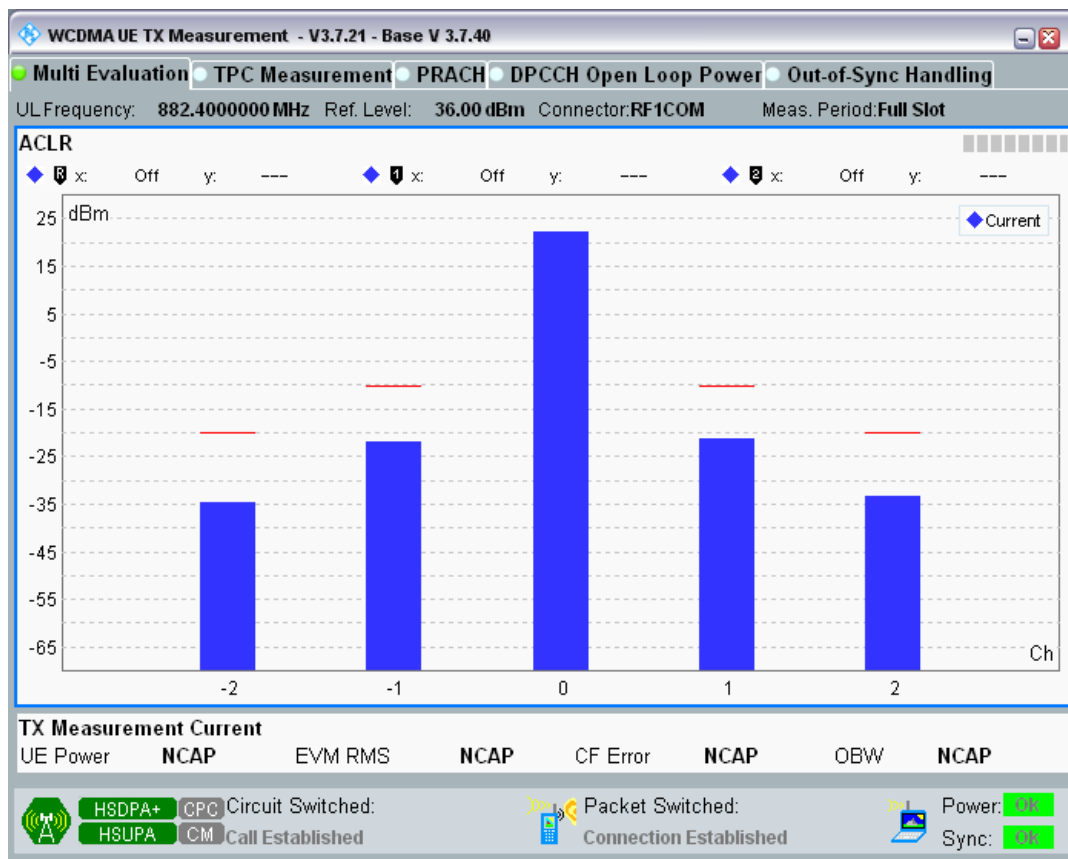 WCDMA UE TX Measurement - V3.7.21 - Base V 3.7.40
Multi Evaluation TPC Measurement PRACH DPCCH Open Loop Power Out-of-Sync Handling
UL Frequency: 882.4000000 MHz Ref. Level: 36.00 dBm Connector:RF1COM Meas. Period:Full Slot
ACLR
R x: Off y: --- 1 x: Off y: --- 2 x: Off y: ---
dBm
Current
25
15
5
-5
-15
-25
-35
-45
-55
-65
Ch
-2 -1 0 1 2
TX Measurement Current
UE Power NCAP EVM RMS NCAP CF Error NCAP OBW NCAP
HSDPA+ CPC Circuit Switched: Packet Switched: Power: OK
HSUPA CM Call Established Connection Established Sync: OK